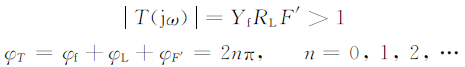 | T(jω) | = Y_f R_L F′ > 1
φ_T = φ_f + φ_L + φ_F′ = 2nπ,   n = 0, 1, 2, …